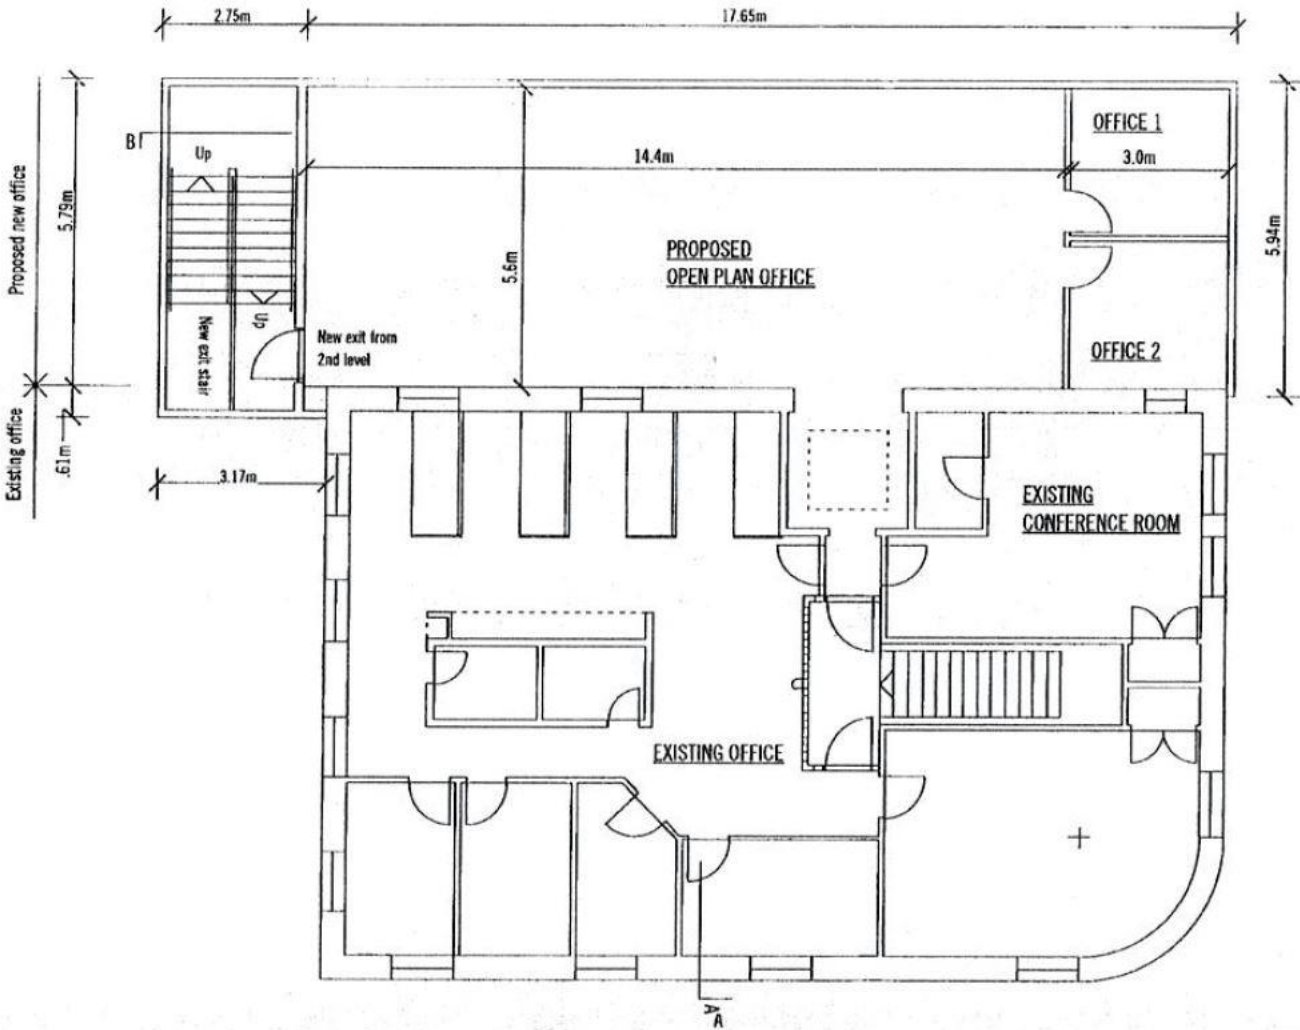 2.75m
17.65m
B
Up
OFFICE 1
14.4m
3.0m
Proposed new office
5.79m
5.6m
PROPOSED
OPEN PLAN OFFICE
5.94m
New exit stair
Up
New exit from
2nd level
OFFICE 2
Existing office
.61m
3.17m
EXISTING
CONFERENCE ROOM
EXISTING OFFICE
A
A